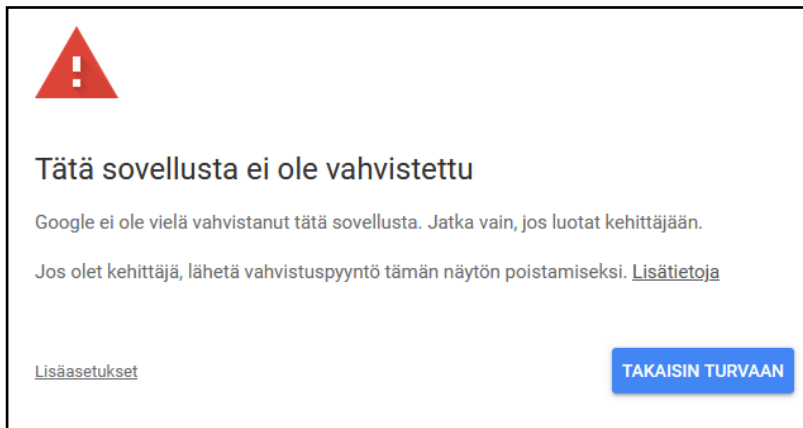 Tätä sovellusta ei ole vahvistettu
Google ei ole vielä vahvistanut tätä sovellusta. Jatka vain, jos luotat kehittäjään.
Jos olet kehittäjä, lähetä vahvistuspyyntö tämän näytön poistamiseksi. Lisätietoja
Lisäasetukset
TAKAISIN TURVAAN